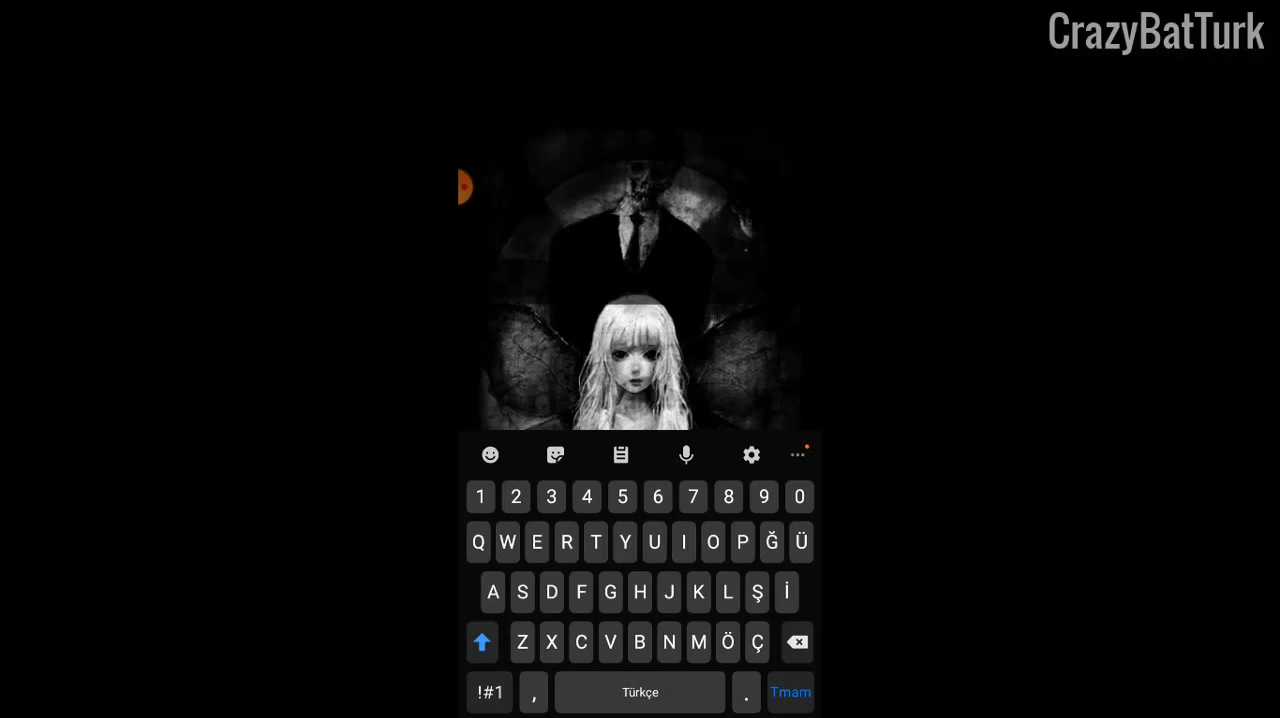 CrazyBatTurk
1 2 3 4 5 6 7 8 9 0
Q W E R T Y U I O P Ğ Ü
A S D F G H J K L Ş İ
Z X C V B N M Ö Ç
!#1 , Türkçe . Tmam